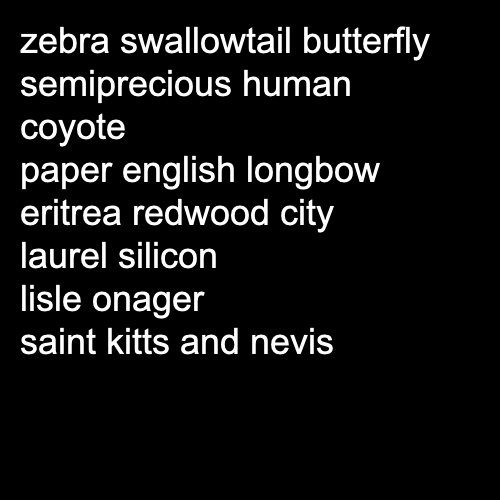 zebra swallowtail butterfly
semiprecious human
coyote
paper english longbow
eritrea redwood city
laurel silicon
lisle onager
saint kitts and nevis